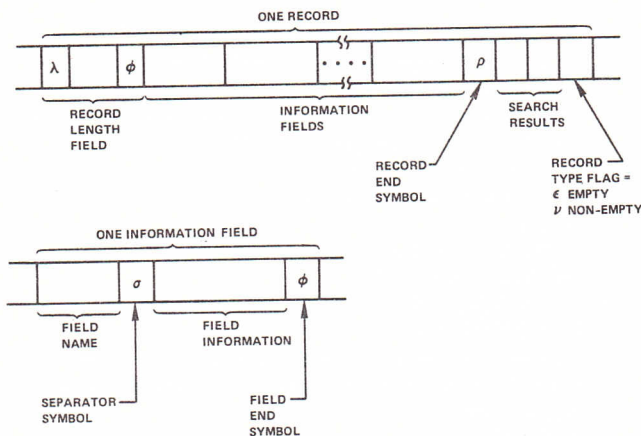 ONE RECORD
λ φ • • • • ρ
RECORD
LENGTH
FIELD
INFORMATION
FIELDS
SEARCH
RESULTS
RECORD
END
SYMBOL
RECORD
TYPE FLAG =
ϵ EMPTY
ν NON-EMPTY
ONE INFORMATION FIELD
σ φ
FIELD
NAME
FIELD
INFORMATION
SEPARATOR
SYMBOL
FIELD
END
SYMBOL